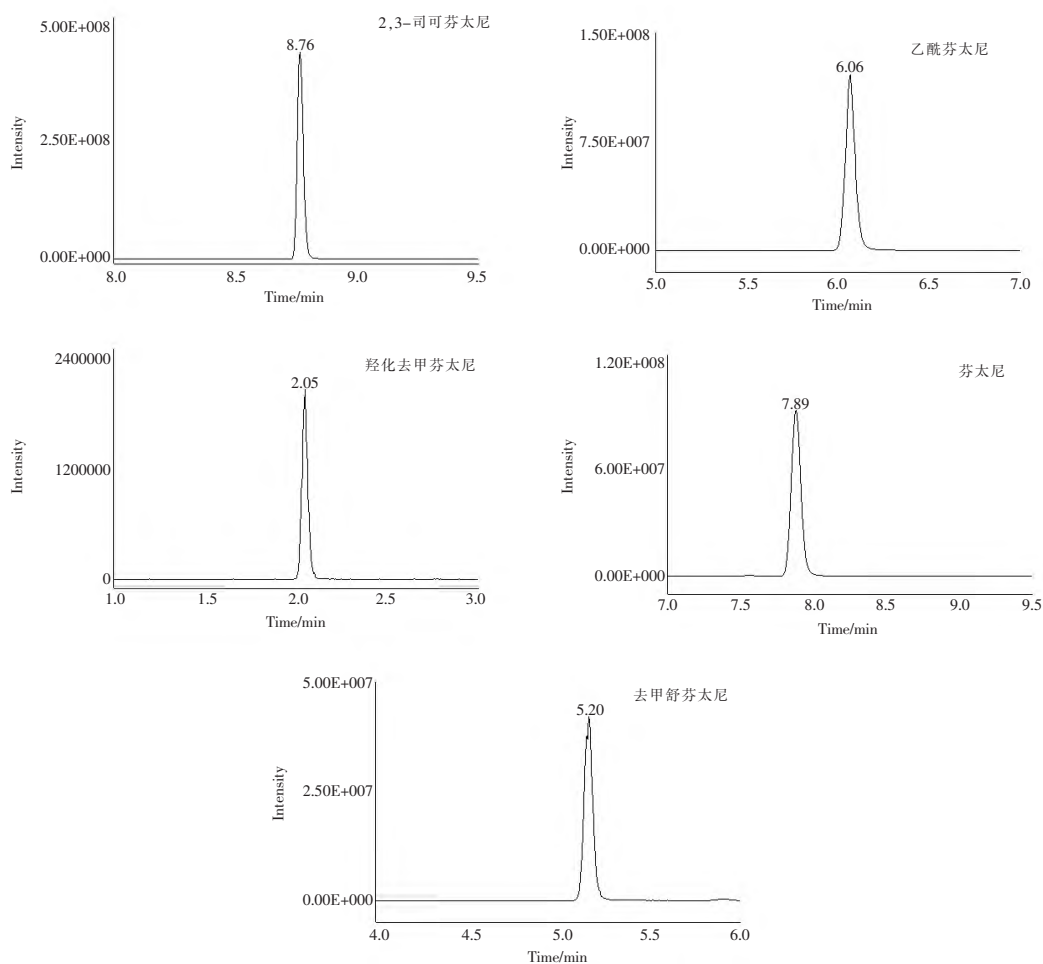 2,3-司可芬太尼
5.00E+008
8.76
2.50E+008
Intensity
0.00E+000
8.0 8.5 9.0 9.5
Time/min
乙酰芬太尼
1.50E+008
6.06
7.50E+007
Intensity
0.00E+000
5.0 5.5 6.0 6.5 7.0
Time/min
羟化去甲芬太尼
2400000
2.05
1200000
Intensity
0
1.0 1.5 2.0 2.5 3.0
Time/min
芬太尼
1.20E+008
7.89
6.00E+007
Intensity
0.00E+000
7.0 7.5 8.0 8.5 9.0 9.5
Time/min
去甲舒芬太尼
5.00E+007
5.20
2.50E+007
Intensity
0.00E+000
4.0 4.5 5.0 5.5 6.0
Time/min